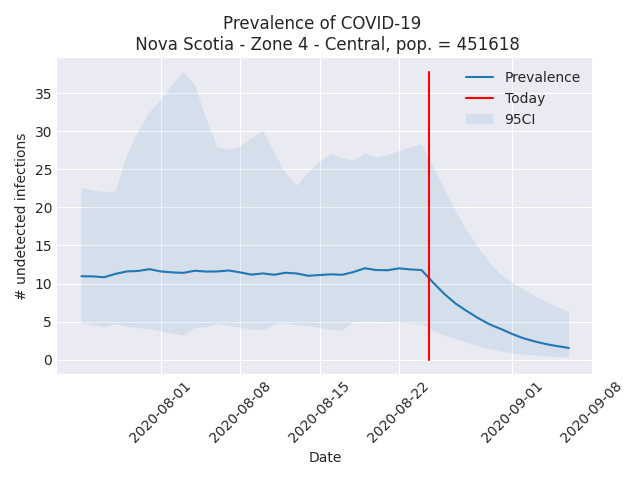 Prevalence of COVID-19
Nova Scotia - Zone 4 - Central, pop. = 451618
Prevalence
Today
95CI
# undetected infections
35
30
25
20
15
10
5
0
2020-08-01
2020-08-08
2020-08-15
2020-08-22
2020-09-01
2020-09-08
Date